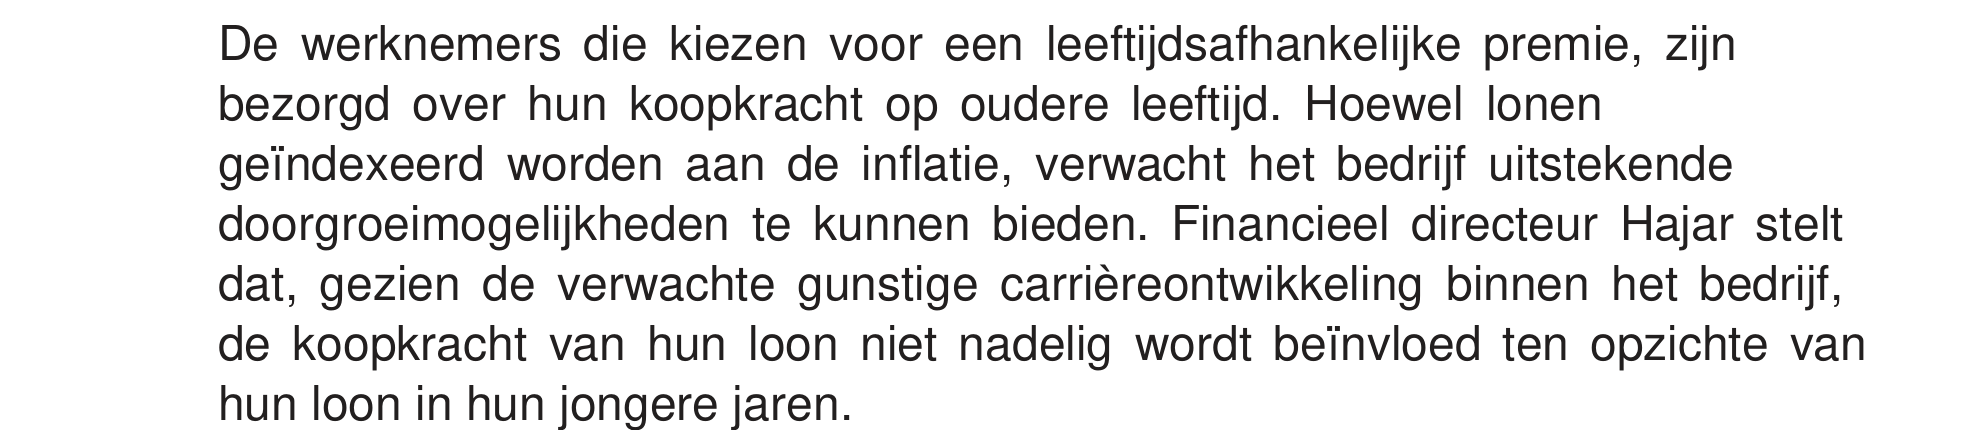 De werknemers die kiezen voor een leeftijdsafhankelijke premie, zijn
bezorgd over hun koopkracht op oudere leeftijd. Hoewel lonen
geïndexeerd worden aan de inflatie, verwacht het bedrijf uitstekende
doorgroeimogelijkheden te kunnen bieden. Financieel directeur Hajar stelt
dat, gezien de verwachte gunstige carrièreontwikkeling binnen het bedrijf,
de koopkracht van hun loon niet nadelig wordt beïnvloed ten opzichte van
hun loon in hun jongere jaren.